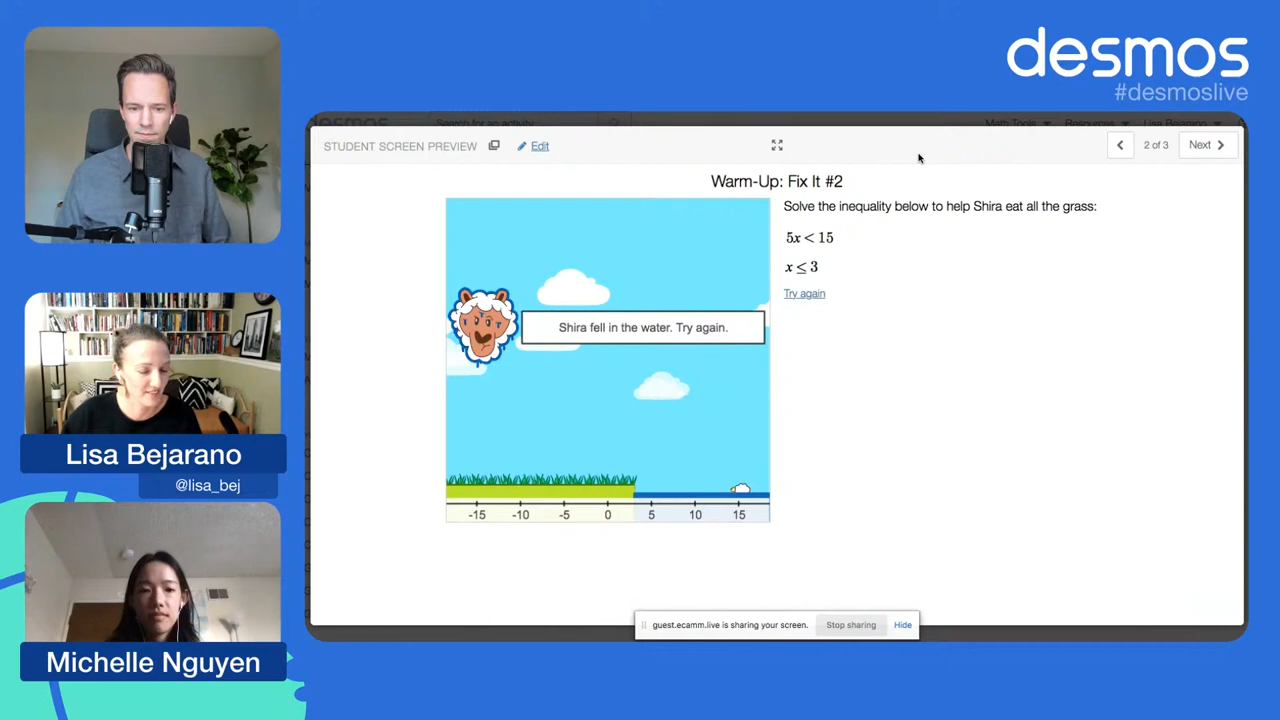 desmos
#desmoslive
STUDENT SCREEN PREVIEW
Edit
2 of 3
Next
Warm-Up: Fix It #2
Solve the inequality below to help Shira eat all the grass:
5x < 15
x ≤ 3
Try again
Shira fell in the water. Try again.
-15 -10 -5 0 5 10 15
guest.ecamm.live is sharing your screen.
Stop sharing
Hide
Lisa Bejarano
@lisa_bej
Michelle Nguyen